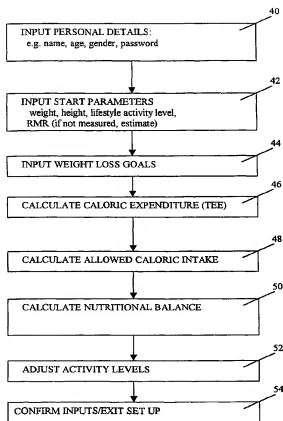 40
INPUT PERSONAL DETAILS:
e.g. name, age, gender, password
42
INPUT START PARAMETERS
weight, height, lifestyle activity level,
RMR (if not measured, estimate)
44
INPUT WEIGHT LOSS GOALS
46
CALCULATE CALORIC EXPENDITURE (TEE)
48
CALCULATE ALLOWED CALORIC INTAKE
50
CALCULATE NUTRITIONAL BALANCE
52
ADJUST ACTIVITY LEVELS
54
CONFIRM INPUTS/EXIT SET UP